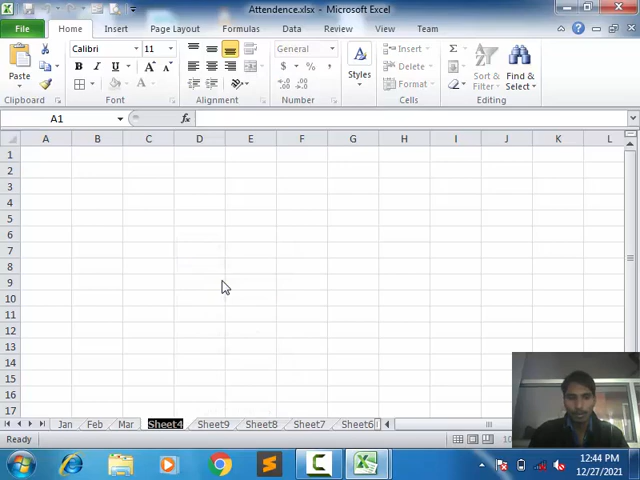 Attendence.xlsx - Microsoft Excel
File Home Insert Page Layout Formulas Data Review View Team
Paste
Calibri 11
B I U A A
General
$ % ,
Styles
Insert
Delete
Format
Σ
Sort &
Filter
Find &
Select
Clipboard Font Alignment Number Cells Editing
A1 fx
A B C D E F G H I J K L
1
2
3
4
5
6
7
8
9
10
11
12
13
14
15
16
17
Jan Feb Mar Sheet4 Sheet9 Sheet8 Sheet7 Sheet6
Ready
12:44 PM
12/27/2021